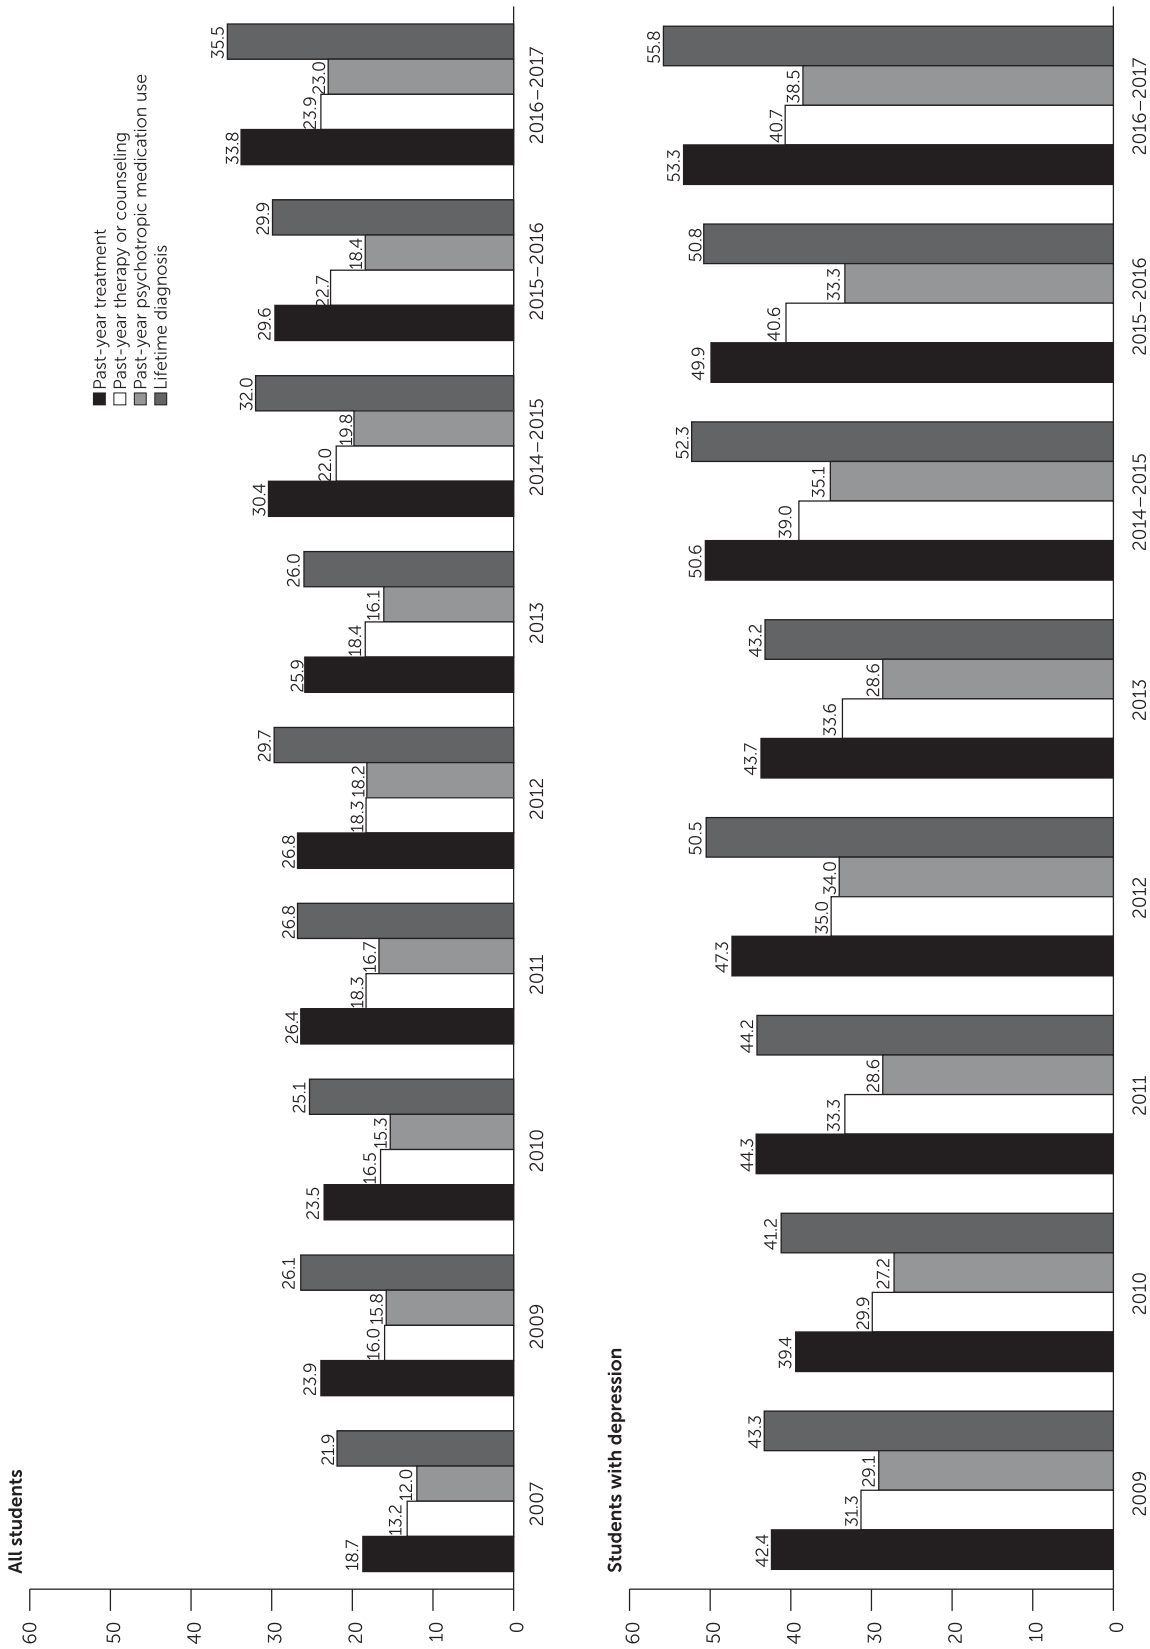 All students
Past-year treatment
Past-year therapy or counseling
Past-year psychotropic medication use
Lifetime diagnosis
60
50
40
30
20
10
0
18.7 13.2 12.0 21.9
23.9 16.0 15.8 26.1
23.5 16.5 15.3 25.1
26.4 18.3 16.7 26.8
26.8 18.3 18.2 29.7
25.9 18.4 16.1 26.0
30.4 22.0 19.8 32.0
29.6 22.7 18.4 29.9
33.8 23.9 23.0 35.5
2007 2009 2010 2011 2012 2013 2014–2015 2015–2016 2016–2017
Students with depression
60
50
40
30
20
10
0
42.4 31.3 29.1 43.3
39.4 29.9 27.2 41.2
44.3 33.3 28.6 44.2
47.3 35.0 34.0 50.5
43.7 33.6 28.6 43.2
50.6 39.0 35.1 52.3
49.9 40.6 33.3 50.8
53.3 40.7 38.5 55.8
2009 2010 2011 2012 2013 2014–2015 2015–2016 2016–2017